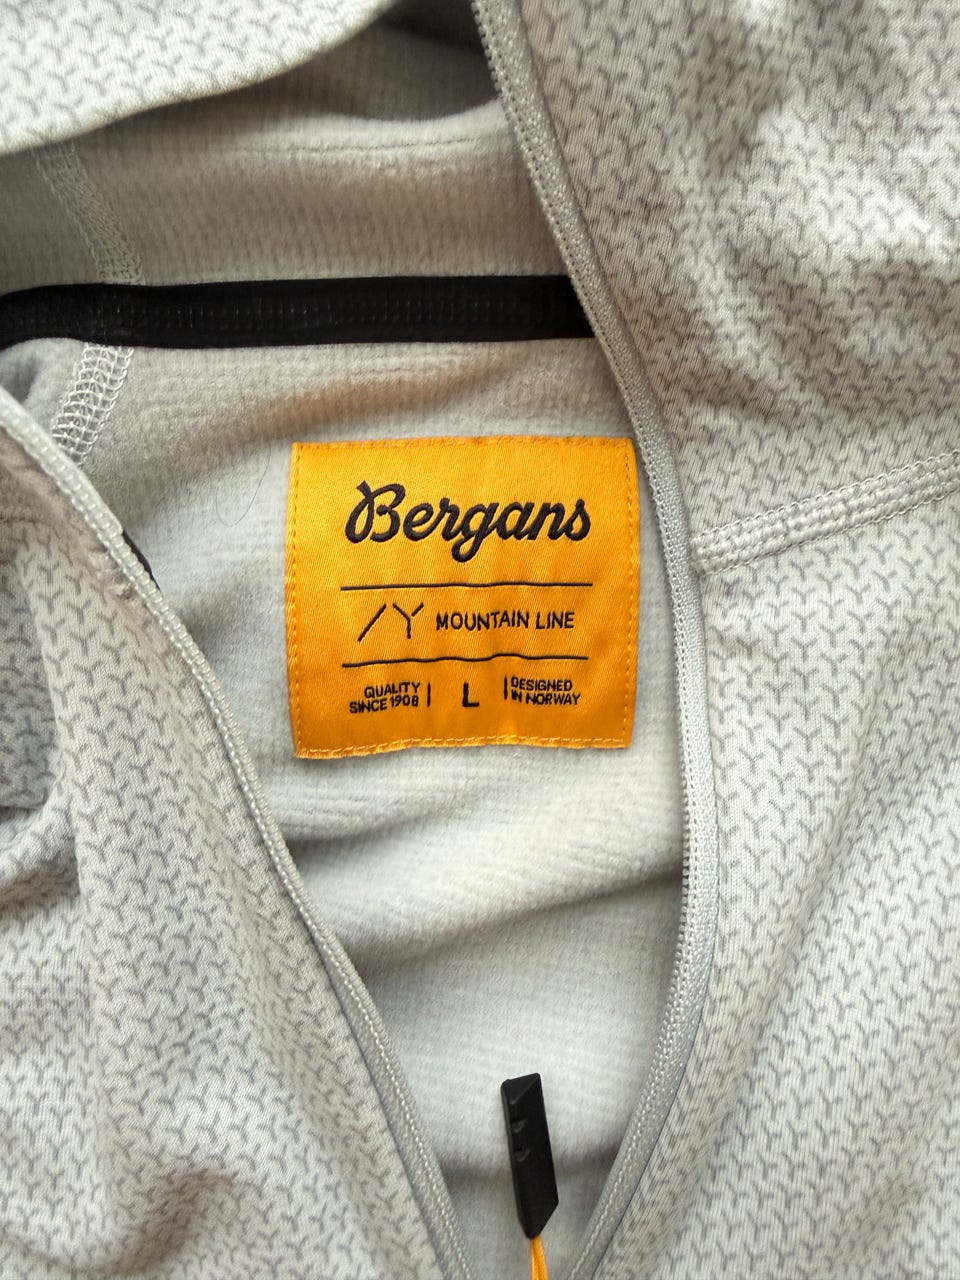 Bergans
MOUNTAIN LINE
QUALITY
SINCE 1908
L
DESIGNED
IN NORWAY